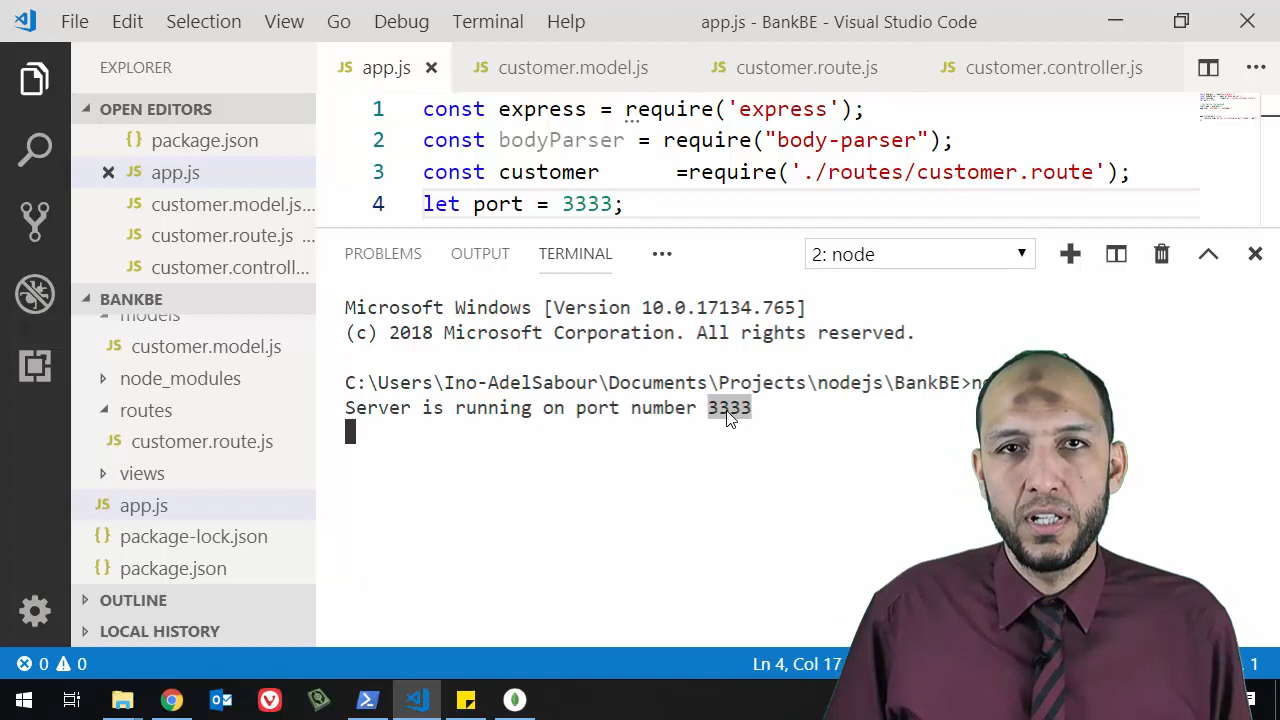 File Edit Selection View Go Debug Terminal Help app.js - BankBE - Visual Studio Code
EXPLORER
OPEN EDITORS
package.json
app.js
customer.model.js...
customer.route.js ...
customer.controll...
BANKBE
models
customer.model.js
node_modules
routes
customer.route.js
views
app.js
package-lock.json
package.json
OUTLINE
LOCAL HISTORY
app.js customer.model.js customer.route.js customer.controller.js
1 const express = require('express');
2 const bodyParser = require("body-parser");
3 const customer =require('./routes/customer.route');
4 let port = 3333;
PROBLEMS OUTPUT TERMINAL 2: node
Microsoft Windows [Version 10.0.17134.765]
(c) 2018 Microsoft Corporation. All rights reserved.
C:\Users\Ino-AdelSabour\Documents\Projects\nodejs\BankBE>
Server is running on port number 3333
0 0 Ln 4, Col 17 1